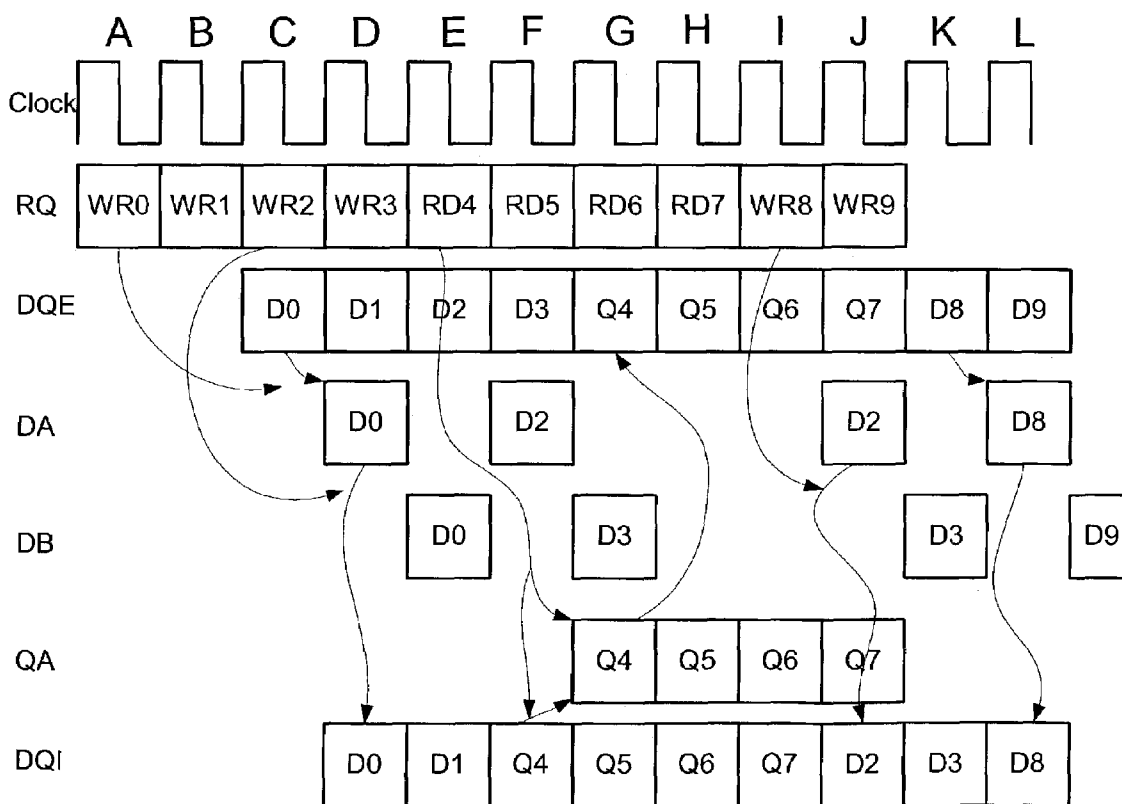 A B C D E F G H I J K L
Clock
RQ WR0 WR1 WR2 WR3 RD4 RD5 RD6 RD7 WR8 WR9
DQE D0 D1 D2 D3 Q4 Q5 Q6 Q7 D8 D9
DA D0 D2 D2 D8
DB D0 D3 D3 D9
QA Q4 Q5 Q6 Q7
DQI D0 D1 Q4 Q5 Q6 Q7 D2 D3 D8